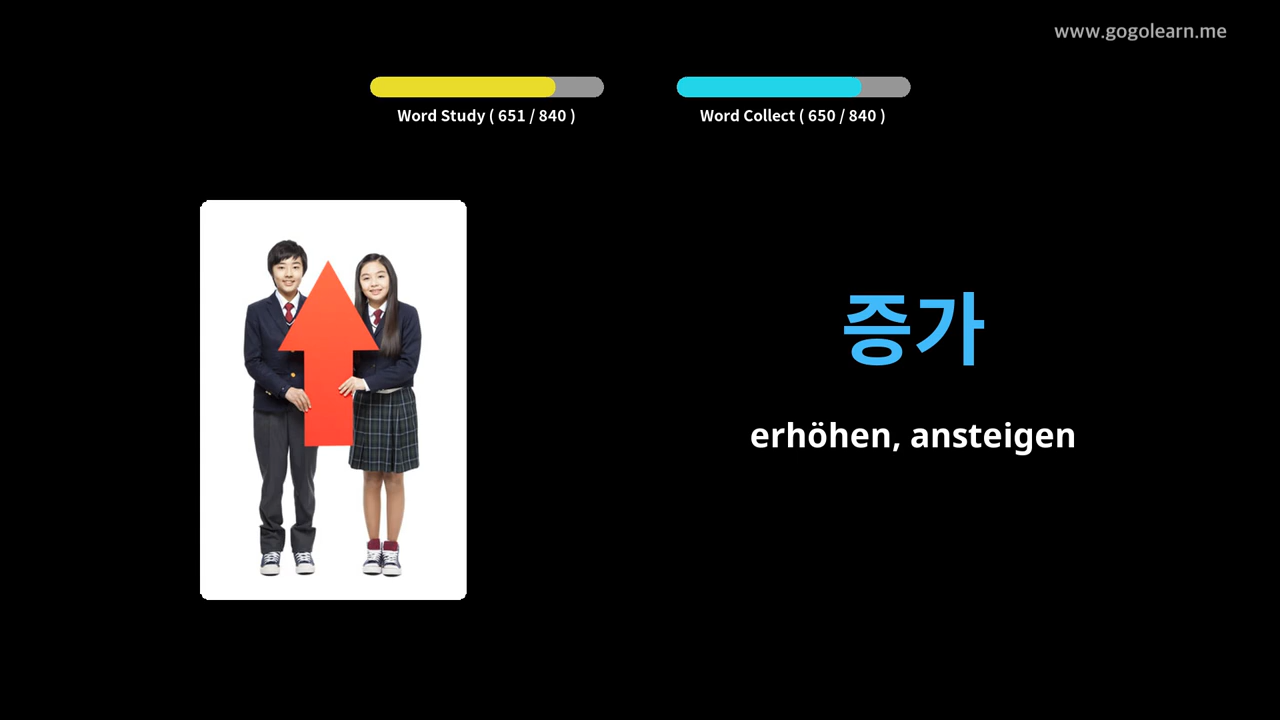 www.gogolearn.me
Word Study ( 651 / 840 )
Word Collect ( 650 / 840 )
증가
erhöhen, ansteigen